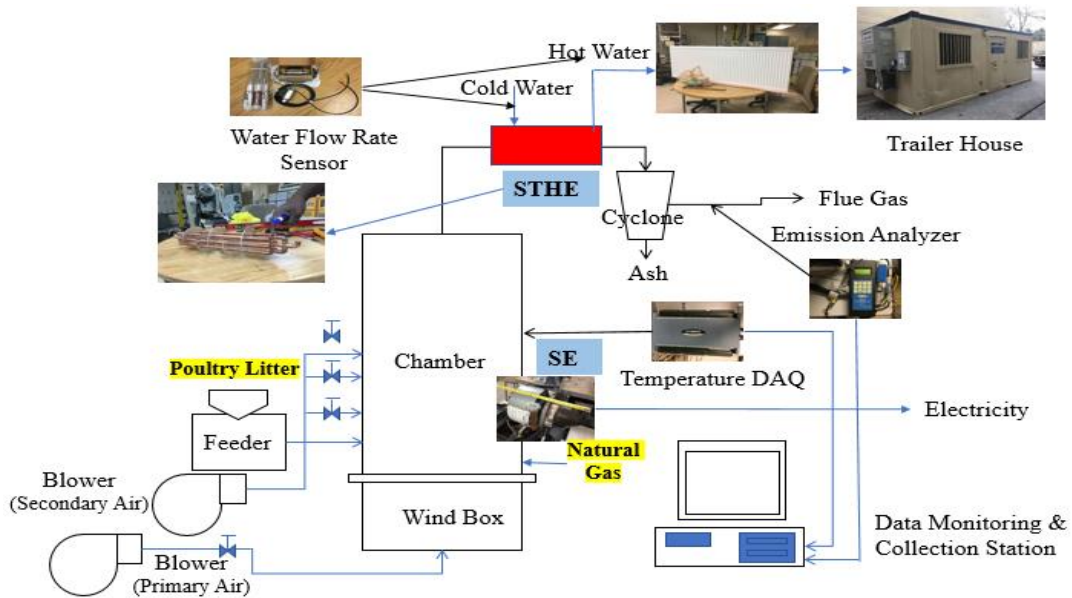 Hot Water
Cold Water
Water Flow Rate
Sensor
Trailer House
STHE
Cyclone
Flue Gas
Emission Analyzer
Ash
Chamber
SE
Temperature DAQ
Poultry Litter
Feeder
Electricity
Natural
Gas
Blower
(Secondary Air)
Wind Box
Data Monitoring &
Collection Station
Blower
(Primary Air)